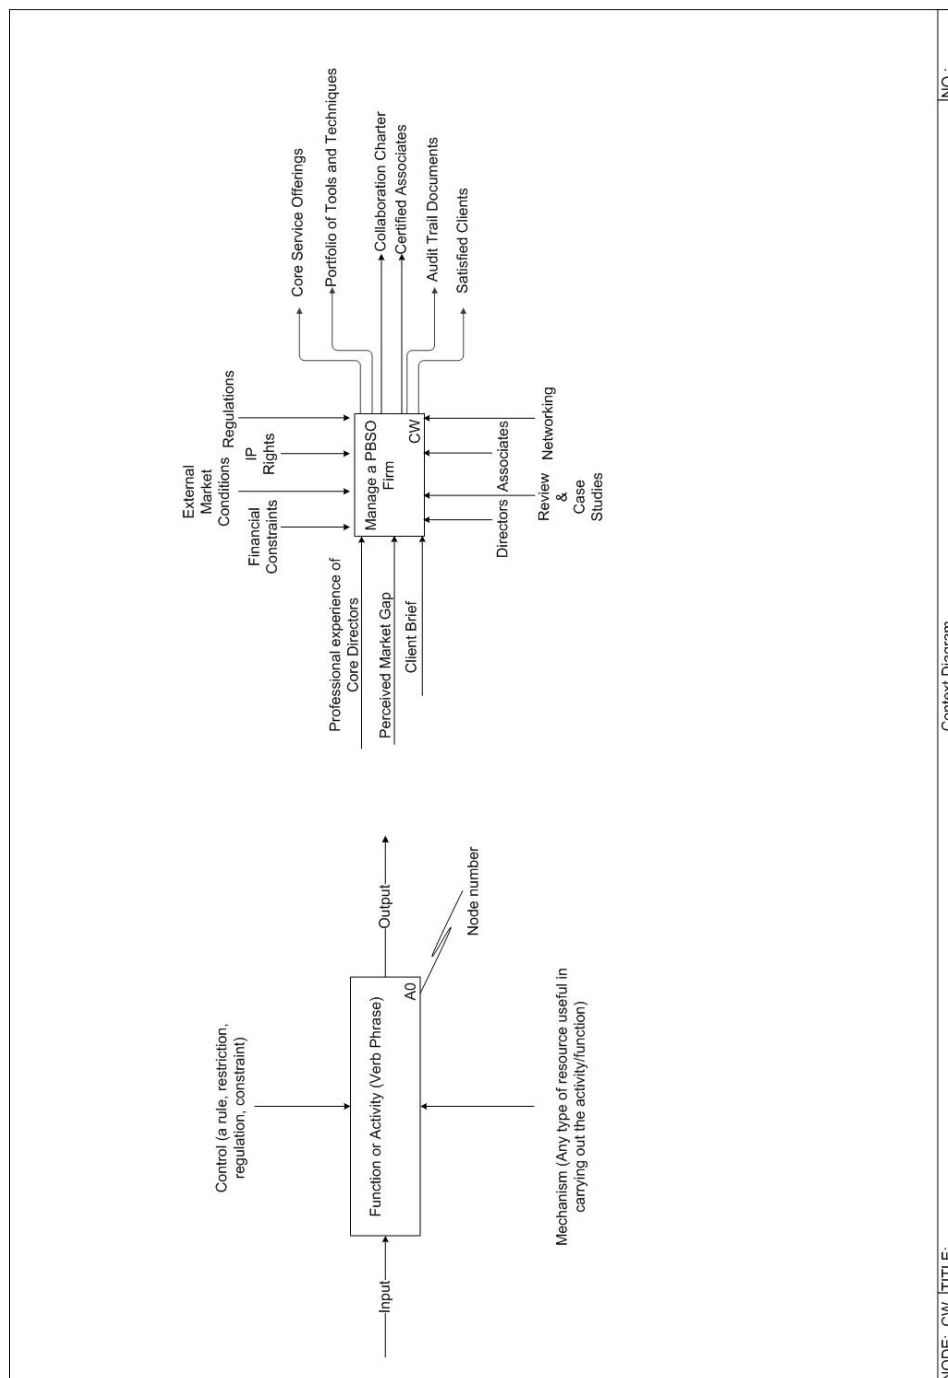 Control (a rule, restriction,
regulation, constraint)
Input
Function or Activity (Verb Phrase)
A0
Output
Node number
Mechanism (Any type of resource useful in
carrying out the activity/function)
External
Market
Conditions
Regulations
Financial
Constraints
IP
Rights
Professional experience of
Core Directors
Perceived Market Gap
Client Brief
Manage a PBSO
Firm
CW
Core Service Offerings
Portfolio of Tools and Techniques
Collaboration Charter
Certified Associates
Audit Trail Documents
Satisfied Clients
Directors
Associates
Review
&
Case
Studies
Networking
NODE: CW
TITLE:
Context Diagram
NO.: